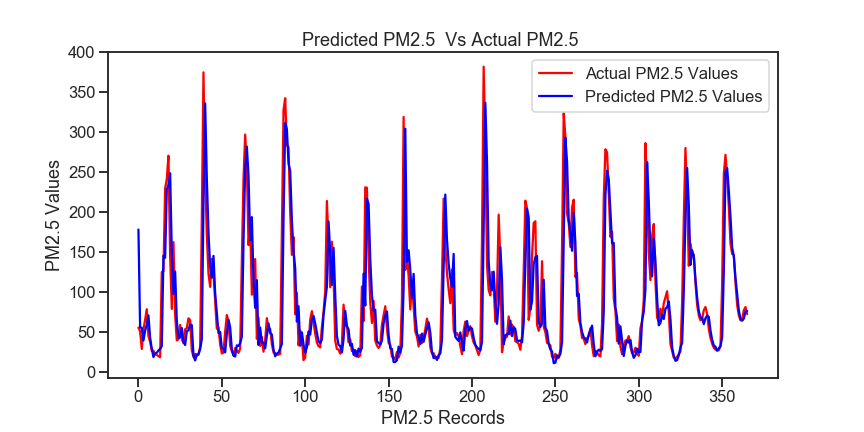 Predicted PM2.5  Vs Actual PM2.5
Actual PM2.5 Values
Predicted PM2.5 Values
PM2.5 Values
400
350
300
250
200
150
100
50
0
0 50 100 150 200 250 300 350
PM2.5 Records